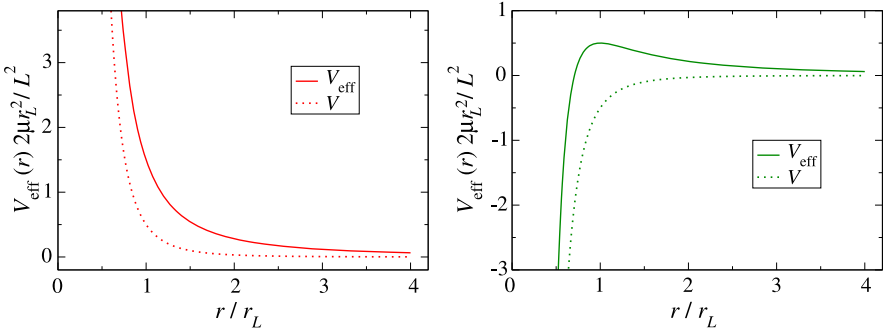 V_eff (r) 2μr_L^2/ L^2
3
2
1
0
V_eff
V
0
1
2
3
4
r / r_L
V_eff (r) 2μr_L^2/ L^2
1
0
-1
-2
-3
V_eff
V
0
1
2
3
4
r / r_L